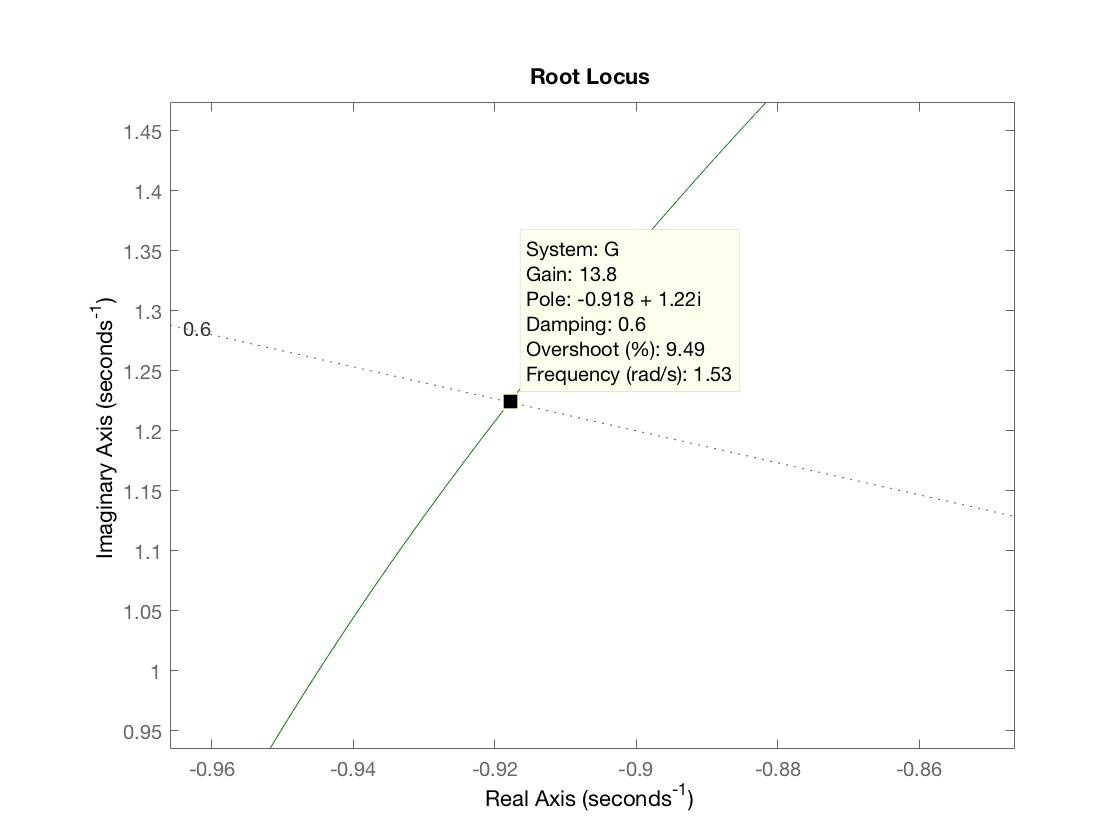 Root Locus
1.45
1.4
1.35
1.3
1.25
1.2
1.15
1.1
1.05
1
0.95
Imaginary Axis (seconds⁻¹)
0.6
System: G
Gain: 13.8
Pole: -0.918 + 1.22i
Damping: 0.6
Overshoot (%): 9.49
Frequency (rad/s): 1.53
-0.96 -0.94 -0.92 -0.9 -0.88 -0.86
Real Axis (seconds⁻¹)